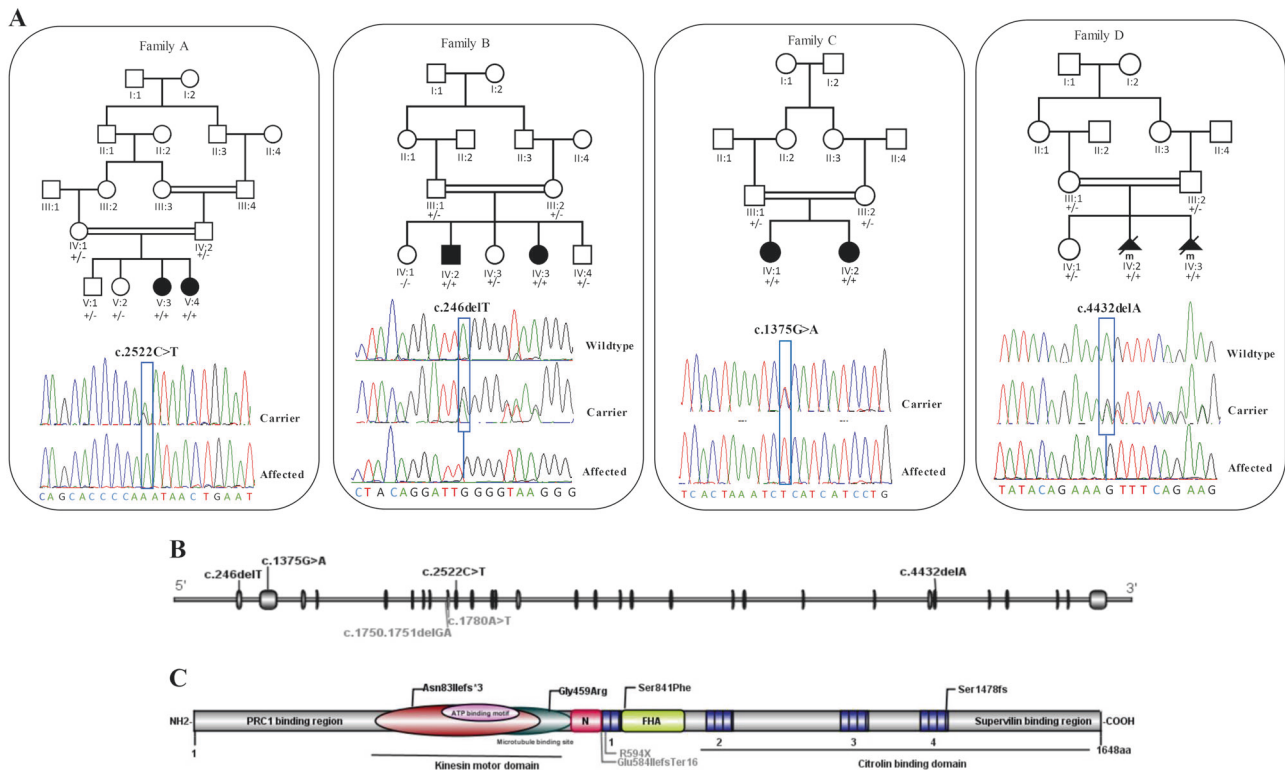 A
Family A
I:1 I:2
II:1 II:2 II:3 II:4
III:1 III:2 III:3 III:4
IV:1 IV:2
+/- +/-
V:1 V:2 V:3 V:4
+/- +/- +/+ +/+
c.2522C>T
Carrier
Affected
CAGCACCCCAAATAACTGAAT
Family B
I:1 I:2
II:1 II:2 II:3 II:4
III:1 III:2
+/- +/-
IV:1 IV:2 IV:3 IV:3 IV:4
-/- +/+ +/- +/+ +/-
c.246delT
Wildtype
Carrier
Affected
CTACAGGATTGGGGTAAGGG
Family C
I:1 I:2
II:1 II:2 II:3 II:4
III:1 III:2
+/- +/-
IV:1 IV:2
+/+ +/+
c.1375G>A
Carrier
Affected
TCACTAAATCTCATCATCCTG
Family D
I:1 I:2
II:1 II:2 II:3 II:4
III:1 III:2
+/- +/-
m m
IV:1 IV:2 IV:3
+/- +/+ +/+
c.4432delA
Wildtype
Carrier
Affected
TATACAGAAAGTTTCAGAAG
B
c.246delT c.1375G>A c.2522C>T c.4432delA
5' 3'
c.1750.1751delGA c.1780A>T
C
Asn83Ilefs*3 Gly459Arg Ser841Phe Ser1478fs
NH2- PRC1 binding region ATP binding motif N FHA Supervilin binding region -COOH
Microtubule binding site
1 2 3 4
1 R594X 1648aa
Glu584IlefsTer16
Kinesin motor domain Citrolin binding domain